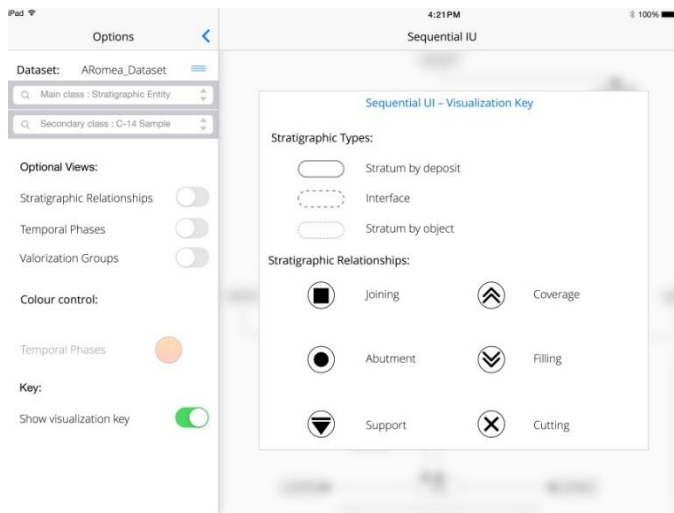 iPad
4:21PM
100%
Options
Sequential IU
Dataset: ARomea_Dataset
Main class : Stratigraphic Entity
Secondary class : C-14 Sample
Optional Views:
Stratigraphic Relationships
Temporal Phases
Valorization Groups
Colour control:
Temporal Phases
Key:
Show visualization key
Sequential UI – Visualization Key
Stratigraphic Types:
Stratum by deposit
Interface
Stratum by object
Stratigraphic Relationships:
Joining
Coverage
Abutment
Filling
Support
Cutting